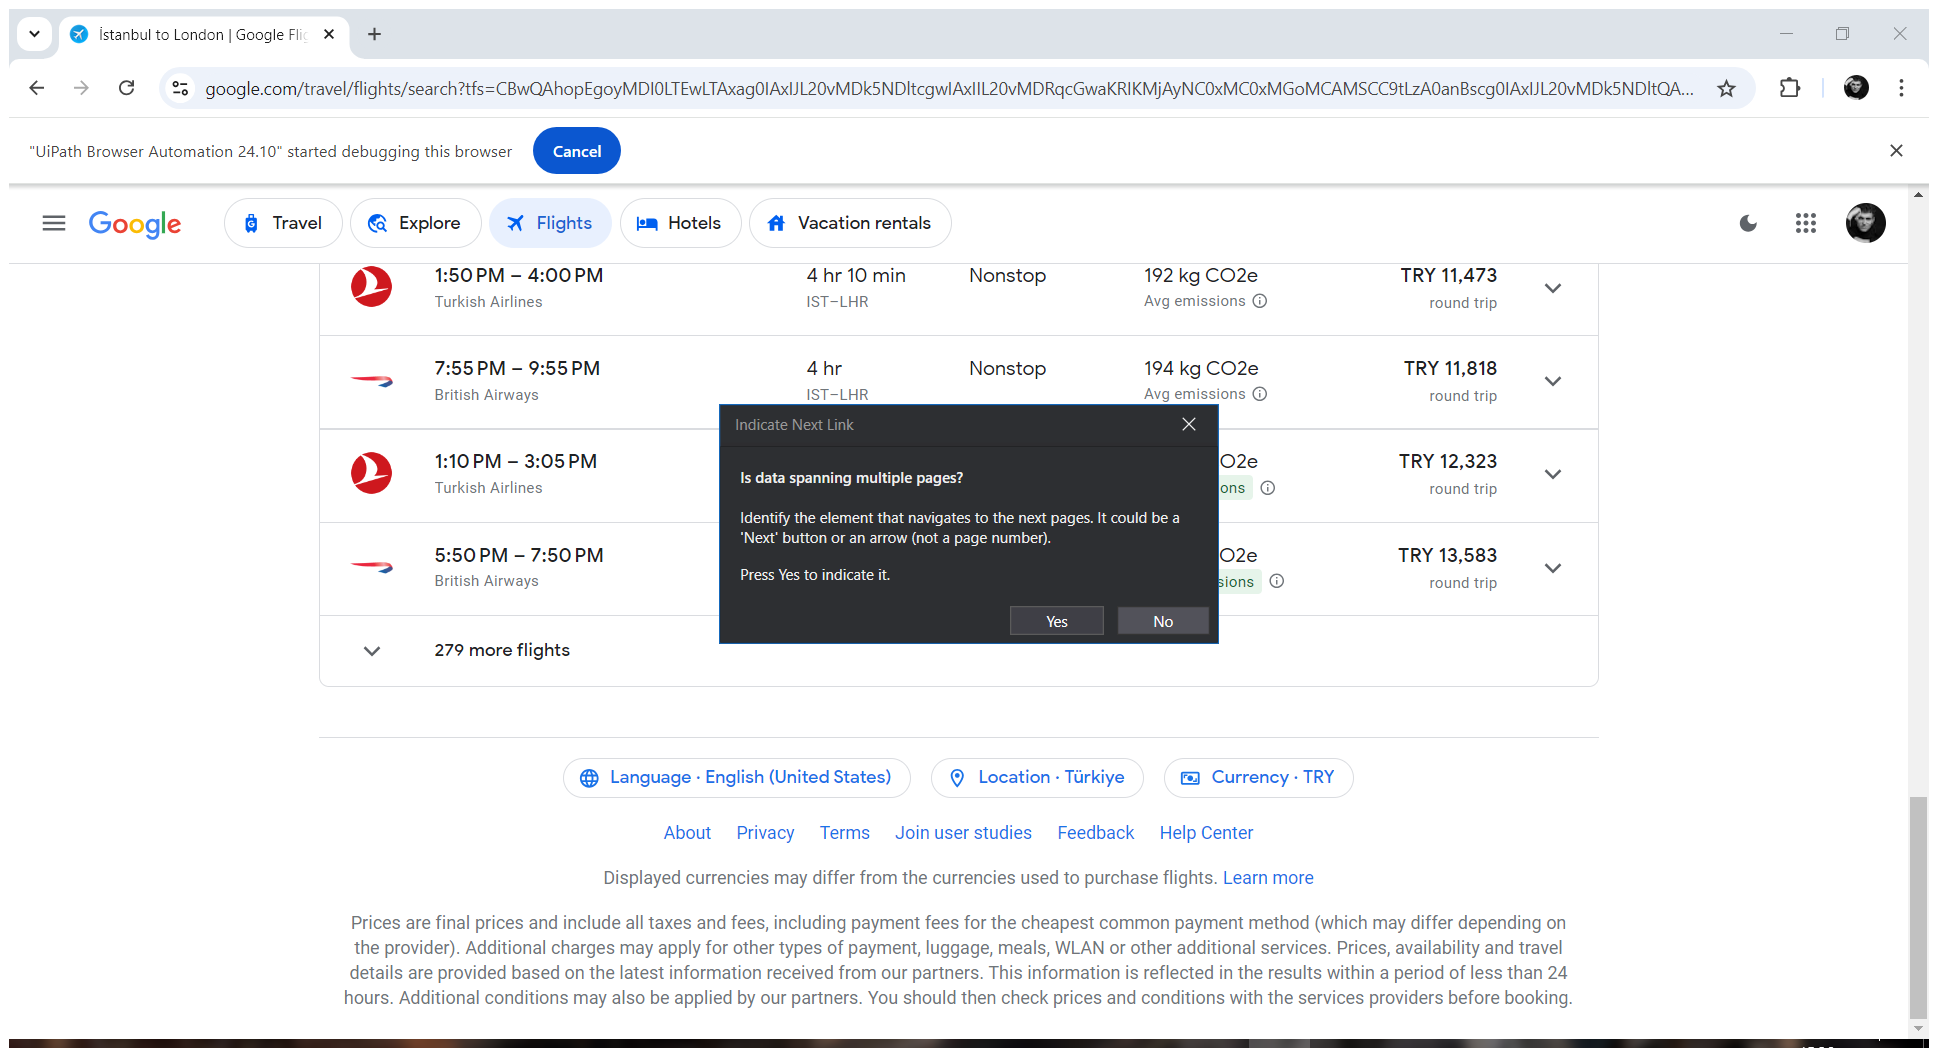 İstanbul to London | Google Fli
google.com/travel/flights/search?tfs=CBwQAhopEgoyMDI0LTEwLTAxag0IAxIJL20vMDk5NDltcgwIAxIIL20vMDRqcGwaKRIKMjAyNC0xMC0xMGoMCAMSCC9tLzA0anBscg0IAxIJL20vMDk5NDltQA...
"UiPath Browser Automation 24.10" started debugging this browser Cancel
Google Travel Explore Flights Hotels Vacation rentals
1:50 PM – 4:00 PM 4 hr 10 min Nonstop 192 kg CO2e TRY 11,473
Turkish Airlines IST–LHR Avg emissions round trip
7:55 PM – 9:55 PM 4 hr Nonstop 194 kg CO2e TRY 11,818
British Airways IST–LHR Avg emissions round trip
Indicate Next Link
Is data spanning multiple pages?
Identify the element that navigates to the next pages. It could be a
'Next' button or an arrow (not a page number).
Press Yes to indicate it.
Yes No
1:10 PM – 3:05 PM O2e TRY 12,323
Turkish Airlines ons round trip
5:50 PM – 7:50 PM O2e TRY 13,583
British Airways sions round trip
279 more flights
Language · English (United States) Location · Türkiye Currency · TRY
About Privacy Terms Join user studies Feedback Help Center
Displayed currencies may differ from the currencies used to purchase flights. Learn more
Prices are final prices and include all taxes and fees, including payment fees for the cheapest common payment method (which may differ depending on
the provider). Additional charges may apply for other types of payment, luggage, meals, WLAN or other additional services. Prices, availability and travel
details are provided based on the latest information received from our partners. This information is reflected in the results within a period of less than 24
hours. Additional conditions may also be applied by our partners. You should then check prices and conditions with the services providers before booking.